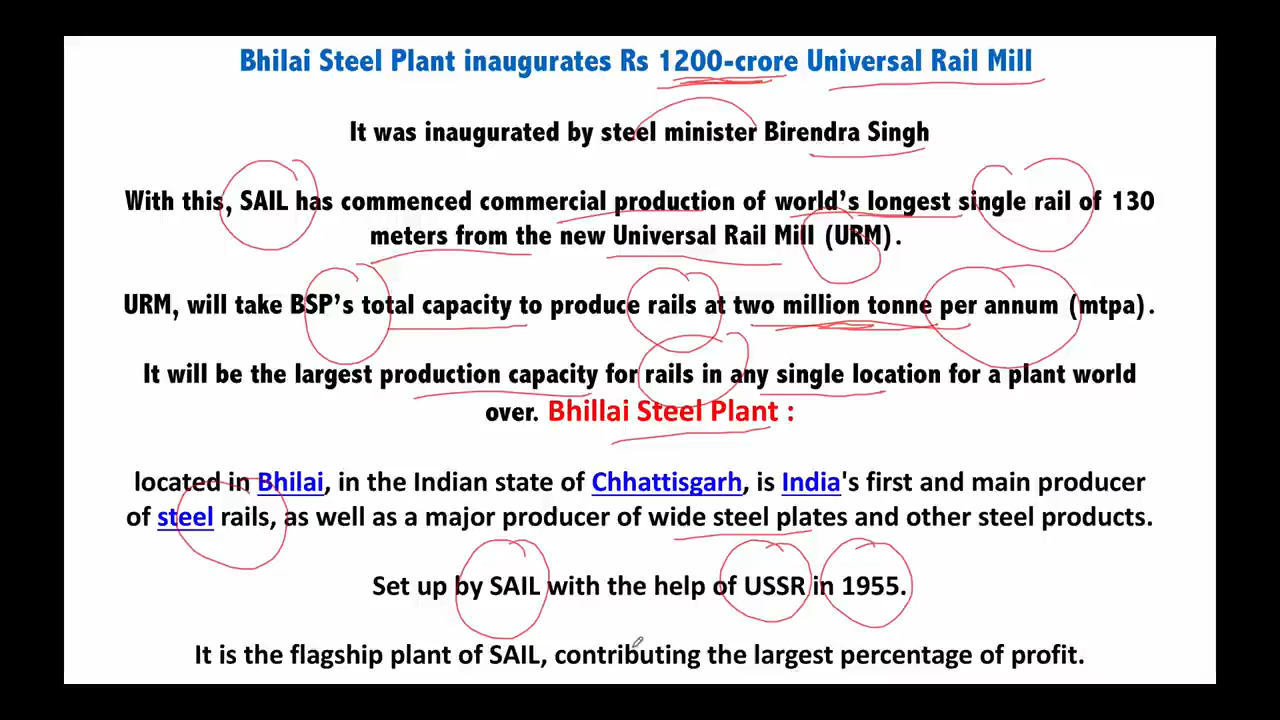 Bhilai Steel Plant inaugurates Rs 1200-crore Universal Rail Mill
It was inaugurated by steel minister Birendra Singh
With this, SAIL has commenced commercial production of world's longest single rail of 130
meters from the new Universal Rail Mill (URM).
URM, will take BSP's total capacity to produce rails at two million tonne per annum (mtpa).
It will be the largest production capacity for rails in any single location for a plant world
over. Bhillai Steel Plant :
located in Bhilai, in the Indian state of Chhattisgarh, is India's first and main producer
of steel rails, as well as a major producer of wide steel plates and other steel products.
Set up by SAIL with the help of USSR in 1955.
It is the flagship plant of SAIL, contributing the largest percentage of profit.